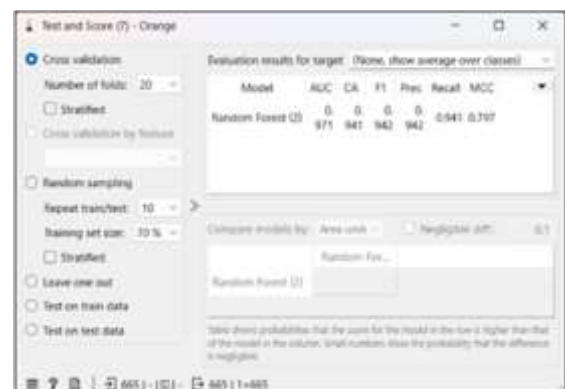 Test and Score (7) - Orange
Cross validation
Number of folds: 20
Stratified
Cross validation by feature
Random sampling
Repeat train/test: 10
Training set size: 70 %
Stratified
Leave one out
Test on train data
Test on test data
Evaluation results for target (None, show average over classes)
Model AUC CA F1 Prec Recall MCC
Random Forest (2) 0.971 0.941 0.942 0.942 0.941 0.797
Compare models by: Area under
Negligible diff.: 0.1
Random For...
Random Forest (2)
Table shows probabilities that the score for the model in the row is higher than that
of the model in the column. Small numbers show the probability that the difference
is negligible.
665 | - | 665 | 1×665